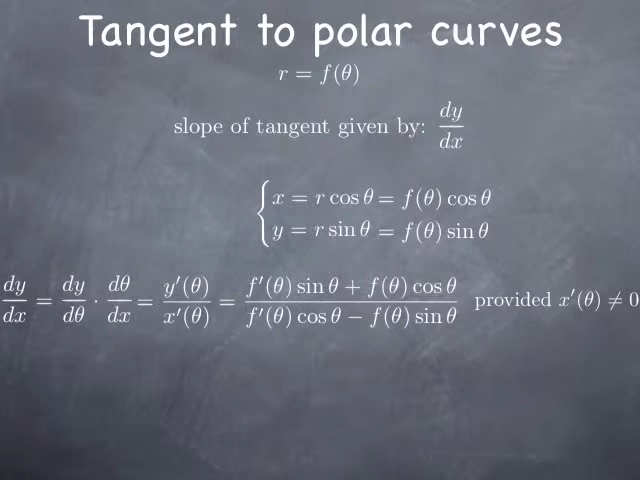 Tangent to polar curves
r = f(θ)
slope of tangent given by: dy/dx
{ x = r cos θ = f(θ) cos θ
y = r sin θ = f(θ) sin θ
dy/dx = dy/dθ · dθ/dx = y′(θ)/x′(θ) = (f′(θ) sin θ + f(θ) cos θ)/(f′(θ) cos θ − f(θ) sin θ) provided x′(θ) ≠ 0